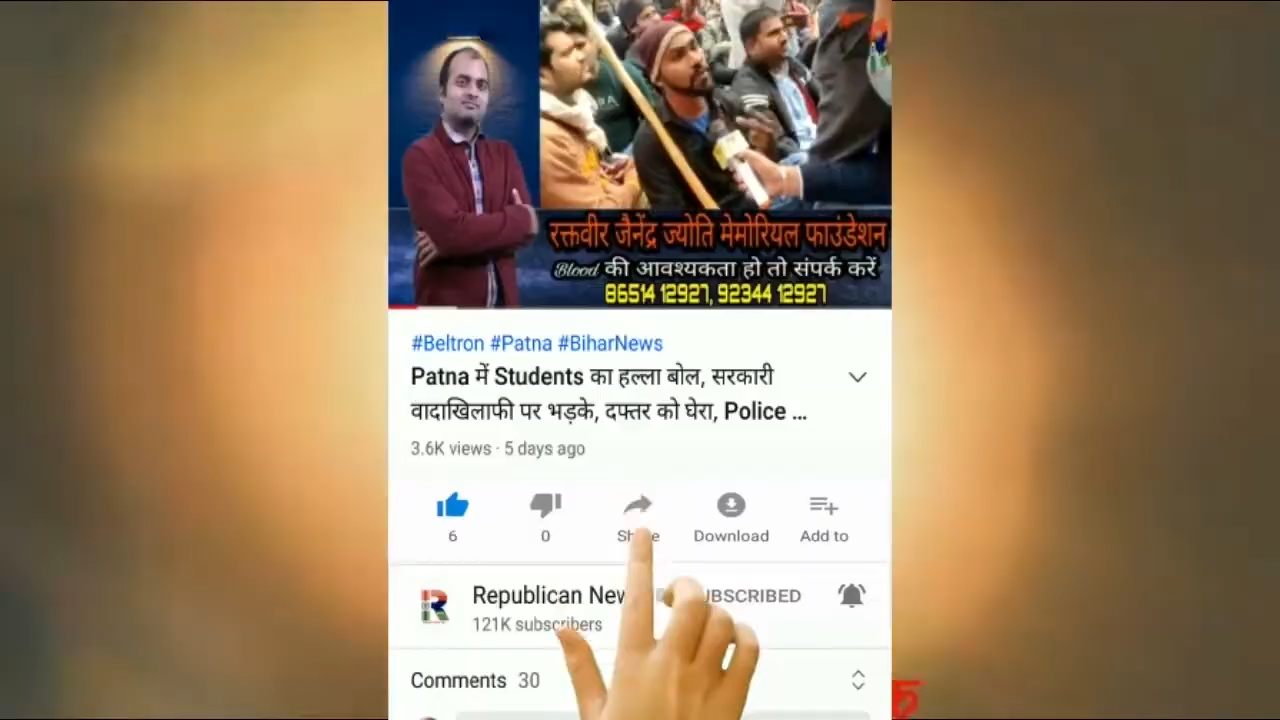 रक्तवीर जैनेंद्र ज्योति मेमोरियल फाउंडेशन
Blood की आवश्यकता हो तो संपर्क करें
86514 12927, 92344 12927
#Beltron #Patna #BiharNews
Patna में Students का हल्ला बोल, सरकारी
वादाखिलाफी पर भड़के, दफ्तर को घेरा, Police ...
3.6K views · 5 days ago
6
0
Download
Add to
Republican
121K subscribers
Comments 30